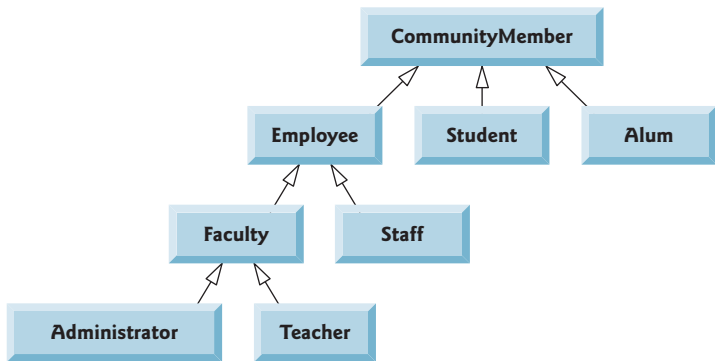 CommunityMember
Employee
Student
Alum
Faculty
Staff
Administrator
Teacher